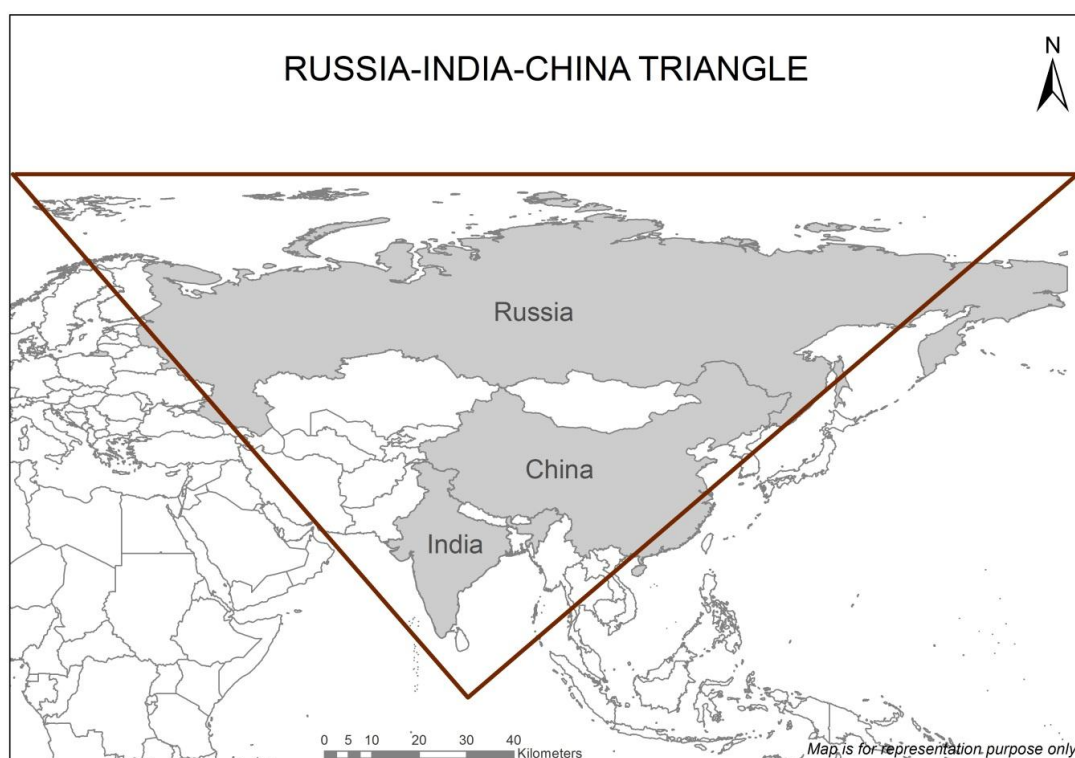 RUSSIA-INDIA-CHINA TRIANGLE
N
Russia
China
India
0 5 10 20 30 40
Kilometers
Map is for representation purpose only